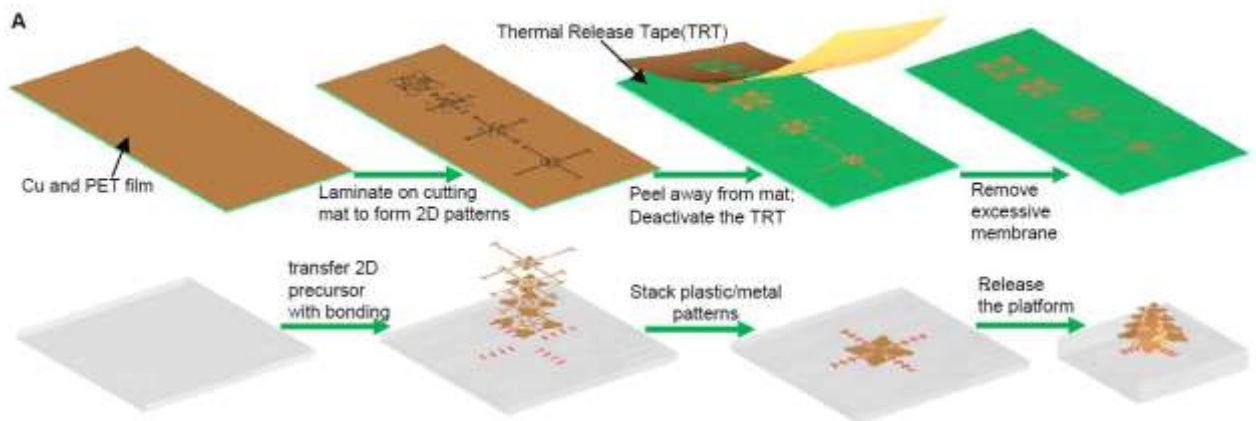 A
Thermal Release Tape(TRT)
Cu and PET film
Laminate on cutting
mat to form 2D patterns
Peel away from mat;
Deactivate the TRT
Remove
excessive
membrane
transfer 2D
precursor
with bonding
Stack plastic/metal
patterns
Release
the platform